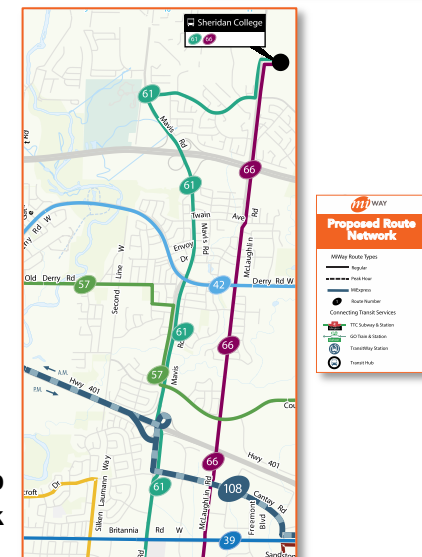 Sheridan College
61 66
61
Mavis Rd
t Rd
66
61
Twain Ave
Mavis Rd
McLaughlin Rd
ny Rd W
Envoy Dr
Second Line W
Old Derry Rd
57
42
Derry Rd W
61
Mavis Rd
66
57
A.M.
P.M.
Hwy 401
Cou
Hwy 401
66
61
108
Cantay Rd
croft Dr
Silken Laumann Way
McLaughlin Rd
Freemont Blvd
Britannia Rd W
Rd
39
Sandston
miWAY
Proposed Route
Network
MiWay Route Types
Regular
Peak Hour
MiExpress
Route Number
Connecting Transit Services
TTC Subway & Station
GO Train & Station
TransitWay Station
Transit Hub